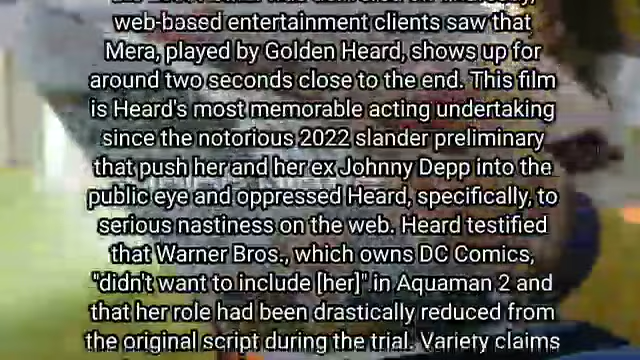 web-based entertainment clients saw that
Mera, played by Golden Heard, shows up for
around two seconds close to the end. This film
is Heard's most memorable acting undertaking
since the notorious 2022 slander preliminary
that push her and her ex Johnny Depp into the
public eye and oppressed Heard, specifically, to
serious nastiness on the web. Heard testified
that Warner Bros., which owns DC Comics,
"didn't want to include [her]" in Aquaman 2 and
that her role had been drastically reduced from
the original script during the trial. Variety claims